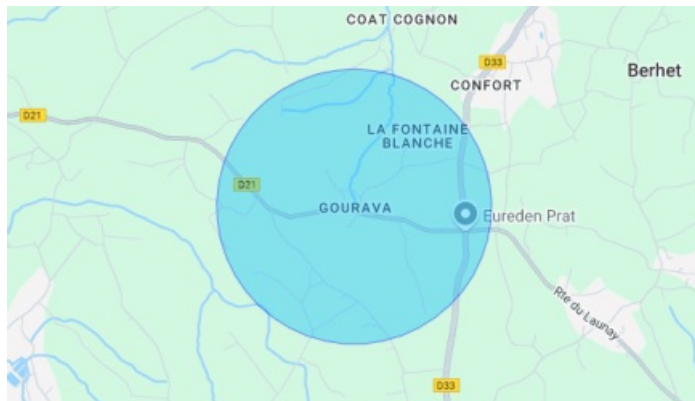 COAT COGNON
D33
Berhet
CONFORT
D21
LA FONTAINE
BLANCHE
D21
GOURAVA
Eureden Prat
Rte du Launay
D33